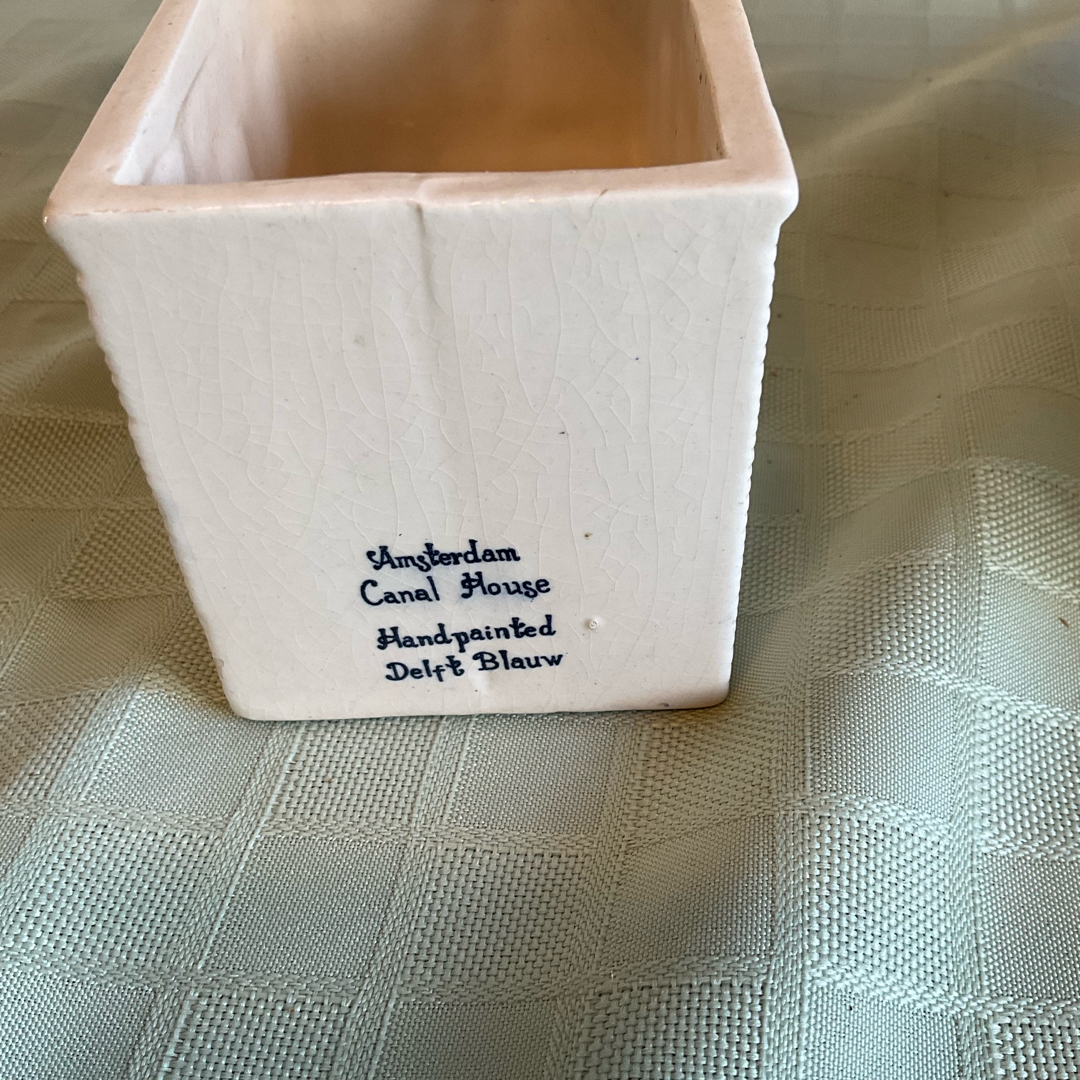 Amsterdam
Canal House
Handpainted
Delft Blauw